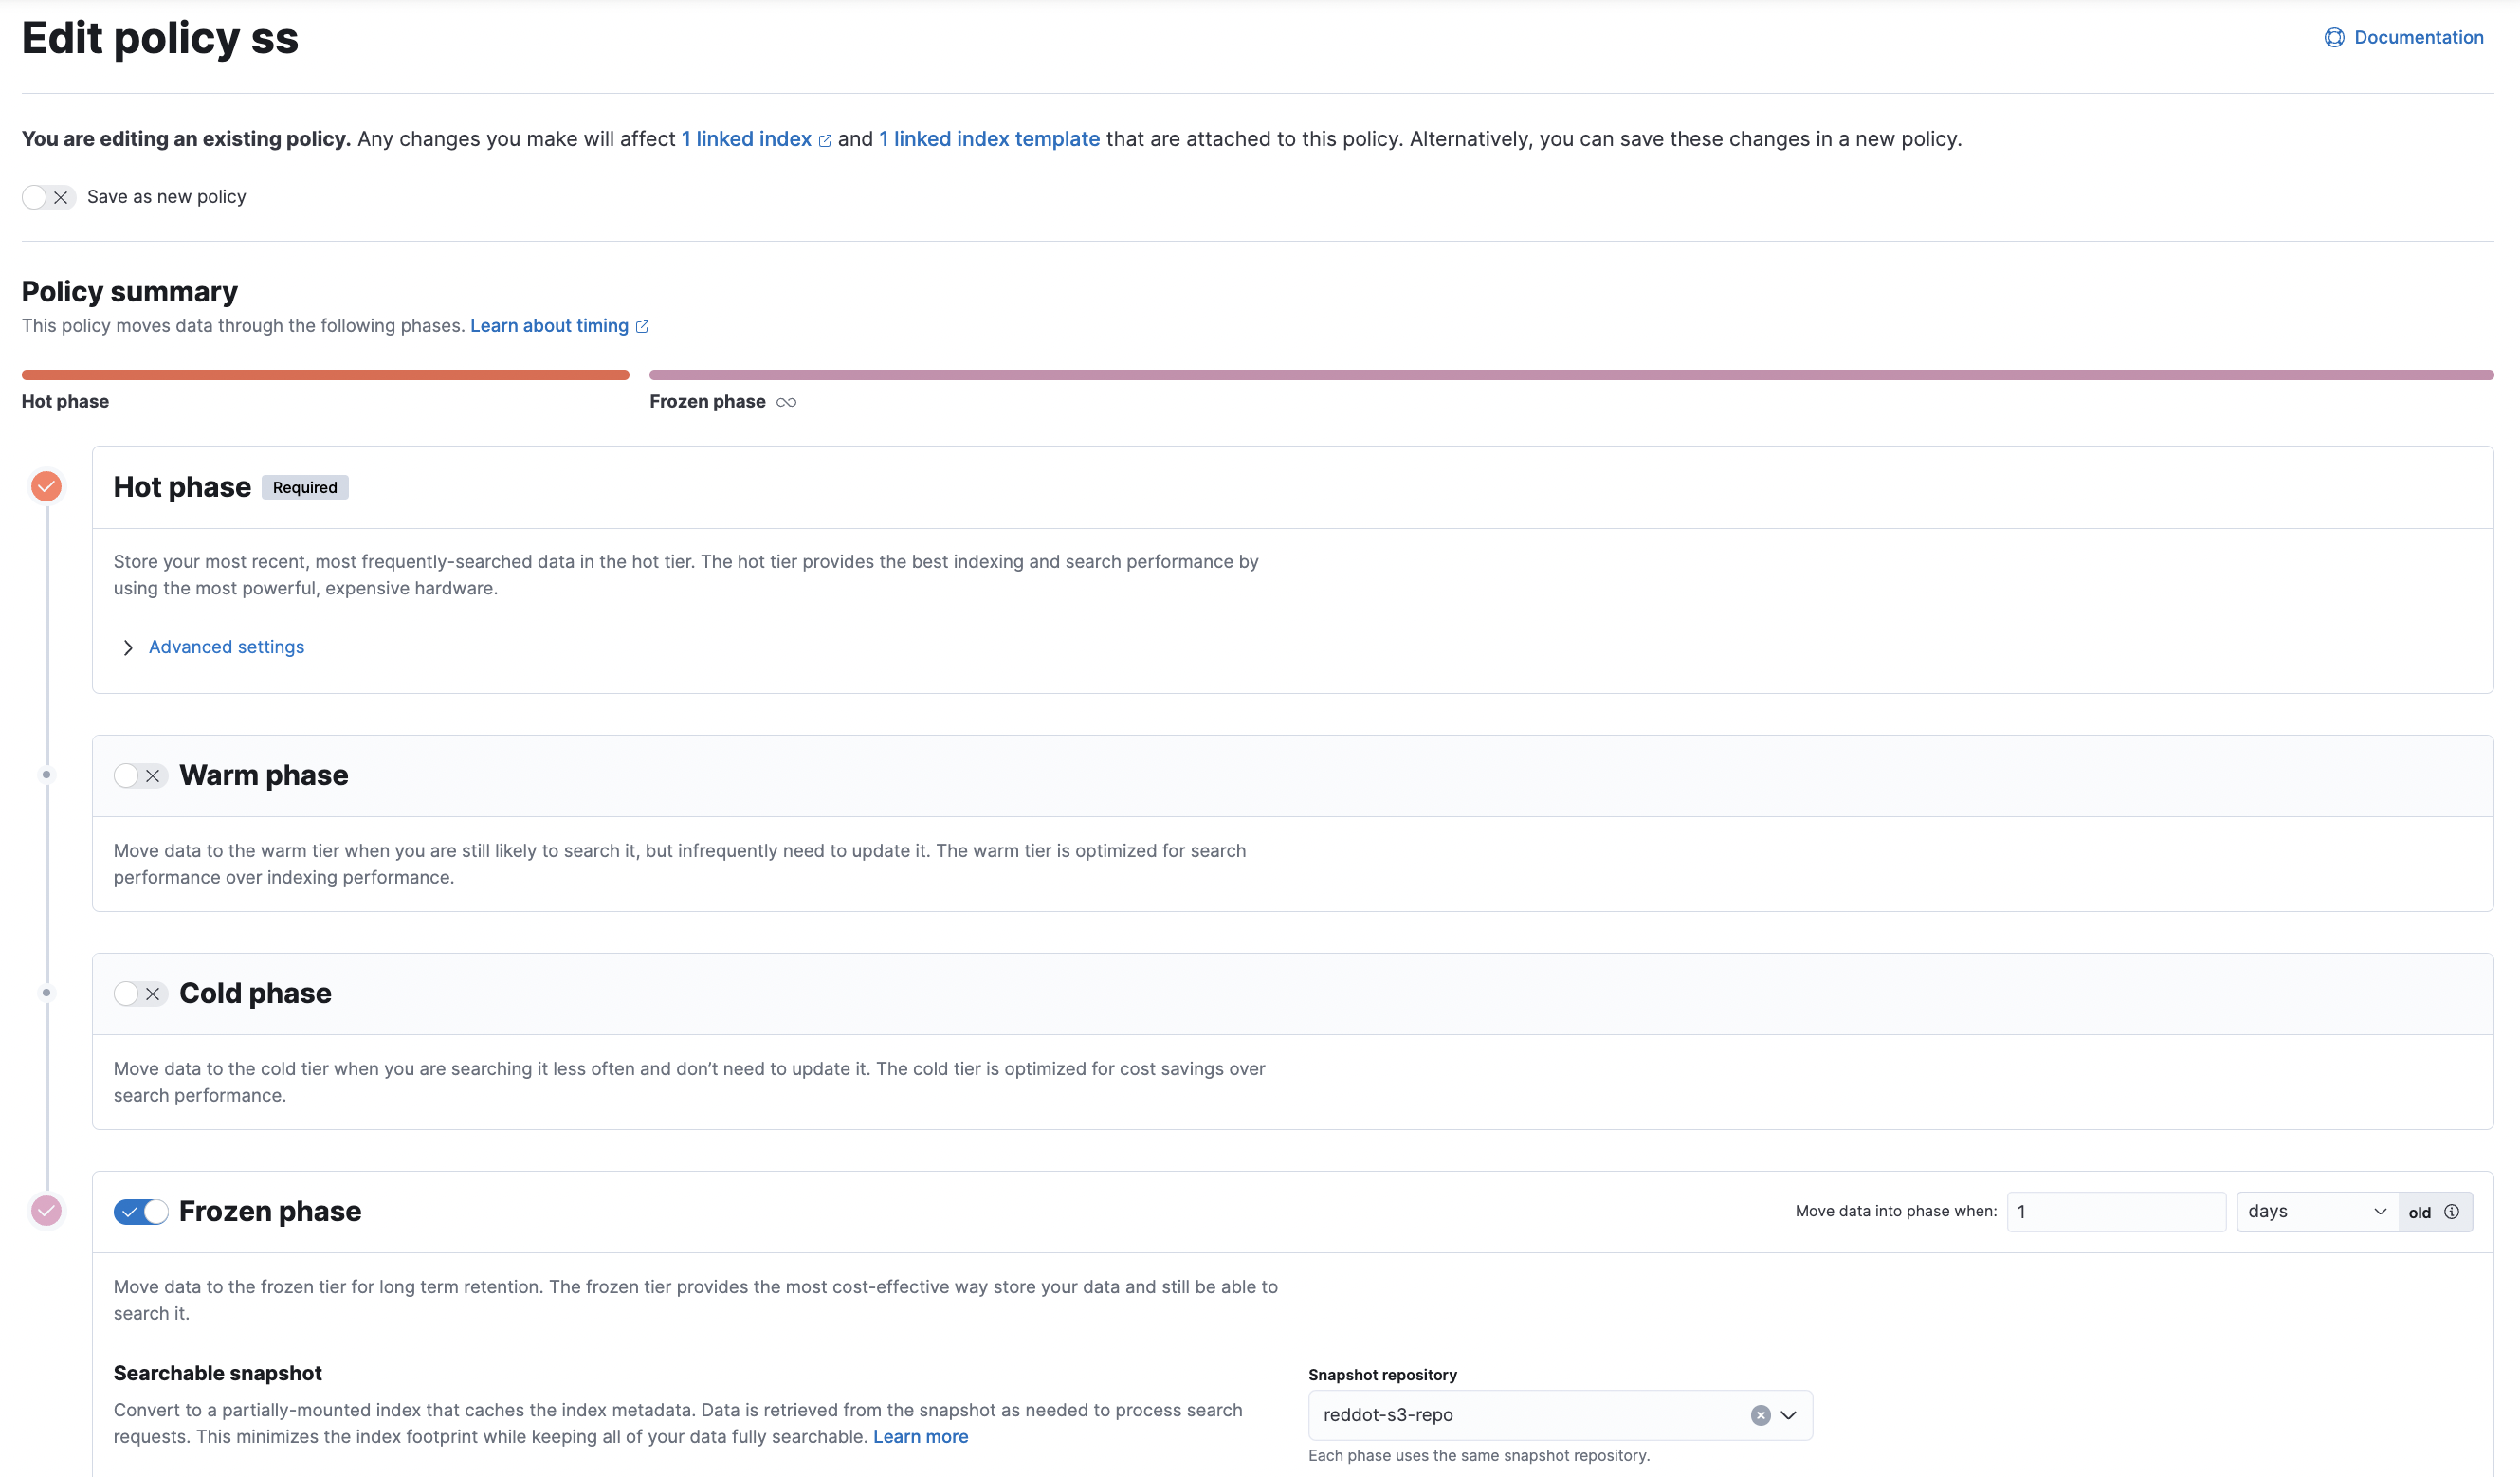 Edit policy ss
Documentation
You are editing an existing policy. Any changes you make will affect 1 linked index and 1 linked index template that are attached to this policy. Alternatively, you can save these changes in a new policy.
Save as new policy
Policy summary
This policy moves data through the following phases. Learn about timing
Hot phase
Frozen phase
Hot phase Required
Store your most recent, most frequently-searched data in the hot tier. The hot tier provides the best indexing and search performance by
using the most powerful, expensive hardware.
Advanced settings
Warm phase
Move data to the warm tier when you are still likely to search it, but infrequently need to update it. The warm tier is optimized for search
performance over indexing performance.
Cold phase
Move data to the cold tier when you are searching it less often and don’t need to update it. The cold tier is optimized for cost savings over
search performance.
Frozen phase
Move data into phase when: 1 days old
Move data to the frozen tier for long term retention. The frozen tier provides the most cost-effective way store your data and still be able to
search it.
Searchable snapshot
Convert to a partially-mounted index that caches the index metadata. Data is retrieved from the snapshot as needed to process search
requests. This minimizes the index footprint while keeping all of your data fully searchable. Learn more
Snapshot repository
reddot-s3-repo
Each phase uses the same snapshot repository.